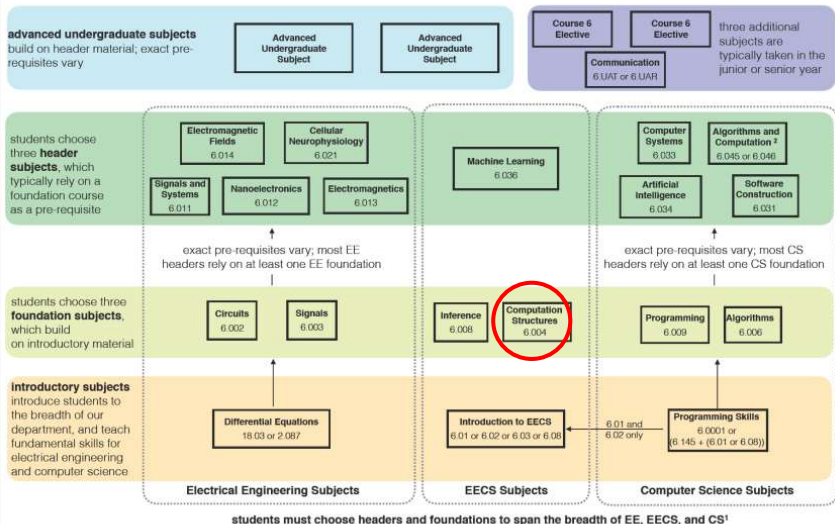 advanced undergraduate subjects
build on header material; exact pre-
requisites vary
Advanced
Undergraduate
Subject
Advanced
Undergraduate
Subject
Course 6
Elective
Course 6
Elective
Communication
6.UAT or 6.UAR
three additional
subjects are
typically taken in the
junior or senior year
students choose
three header
subjects, which
typically rely on a
foundation course
as a pre-requisite
Electromagnetic
Fields
6.014
Cellular
Neurophysiology
6.021
Signals and
Systems
6.011
Nanoelectronics
6.012
Electromagnetics
6.013
Machine Learning
6.036
Computer
Systems
6.033
Algorithms and
Computation 2
6.045 or 6.046
Artificial
Intelligence
6.034
Software
Construction
6.031
exact pre-requisites vary; most EE
headers rely on at least one EE foundation
exact pre-requisites vary; most CS
headers rely on at least one CS foundation
students choose three
foundation subjects,
which build
on introductory material
Circuits
6.002
Signals
6.003
Inference
6.008
Computation
Structures
6.004
Programming
6.009
Algorithms
6.006
introductory subjects
introduce students to
the breadth of our
department, and teach
fundamental skills for
electrical engineering
and computer science
Differential Equations
18.03 or 2.087
Introduction to EECS
6.01 or 6.02 or 6.03 or 6.08
6.01 and
6.02 only
Programming Skills
6.0001 or
(6.145 + (6.01 or 6.08))
Electrical Engineering Subjects
EECS Subjects
Computer Science Subjects
students must choose headers and foundations to span the breadth of EE, EECS, and CS1